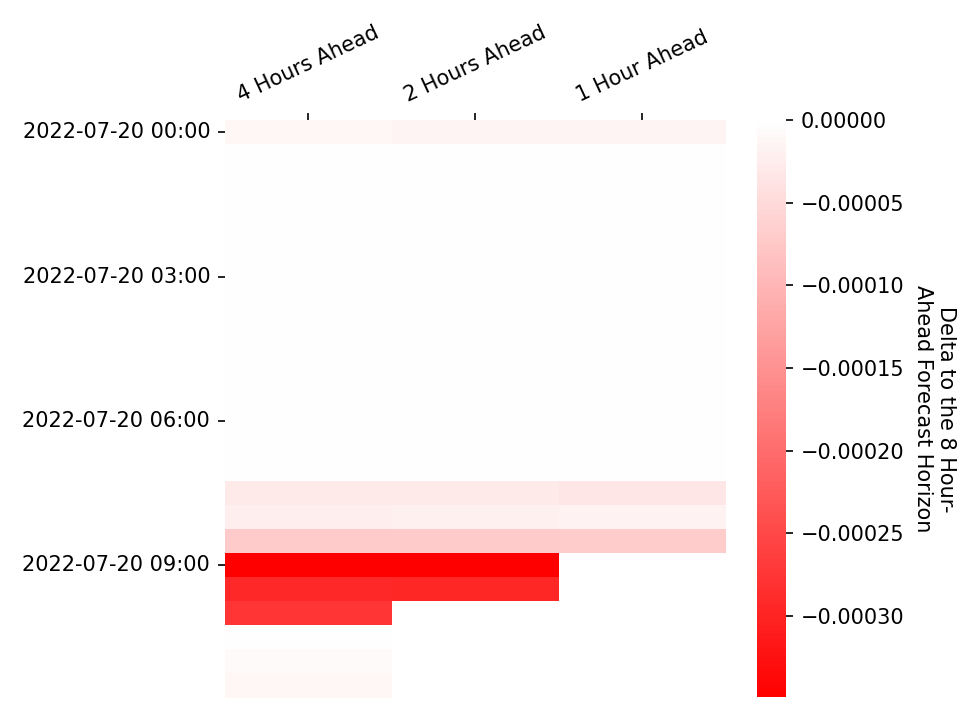 4 Hours Ahead
2 Hours Ahead
1 Hour Ahead
2022-07-20 00:00
2022-07-20 03:00
2022-07-20 06:00
2022-07-20 09:00
0.00000
−0.00005
−0.00010
−0.00015
−0.00020
−0.00025
−0.00030
Delta to the 8 Hour-
Ahead Forecast Horizon